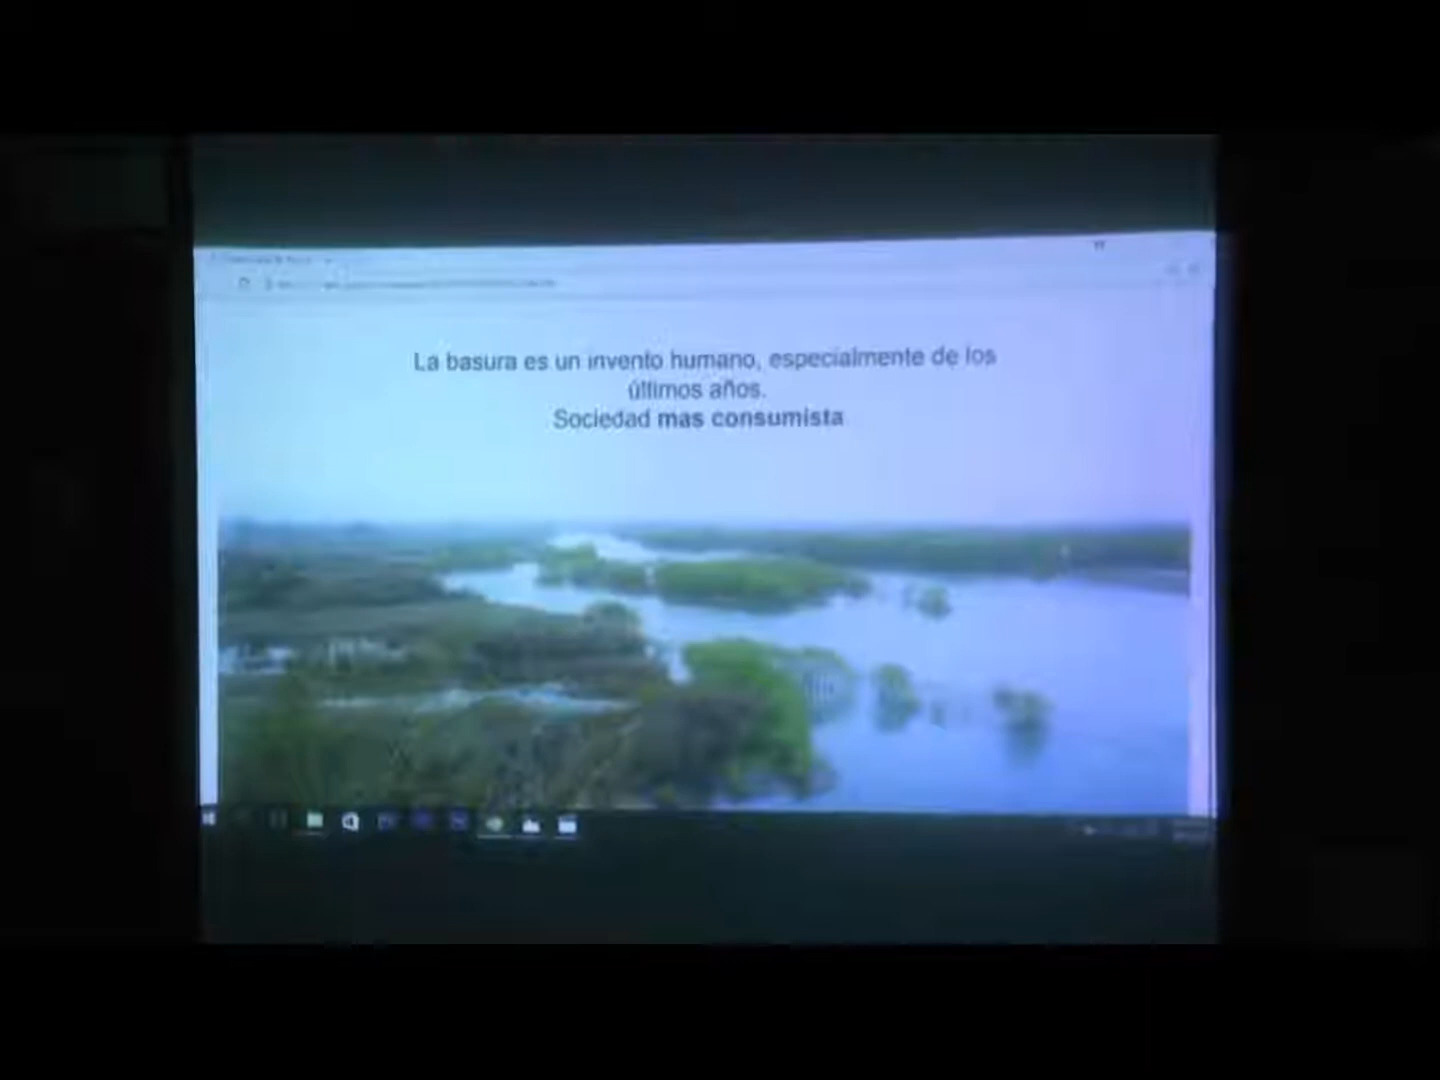 La basura es un invento humano, especialmente de los
últimos años.
Sociedad mas consumista